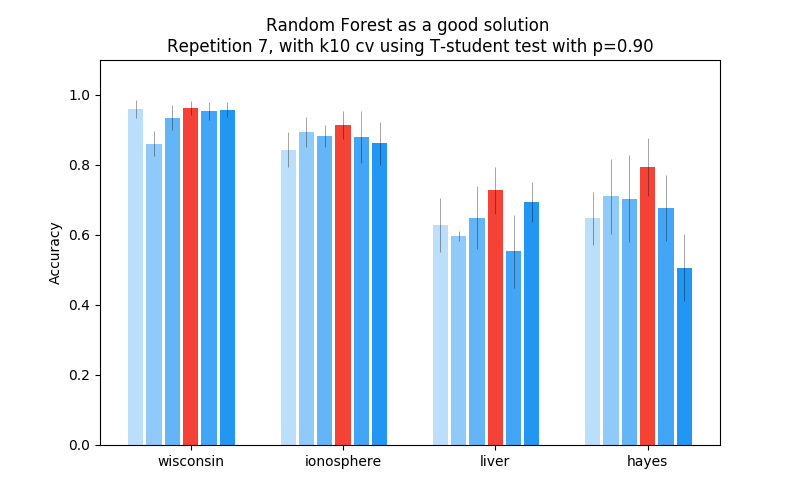 Random Forest as a good solution
Repetition 7, with k10 cv using T-student test with p=0.90
1.0
0.8
0.6
0.4
0.2
0.0
Accuracy
wisconsin
ionosphere
liver
hayes